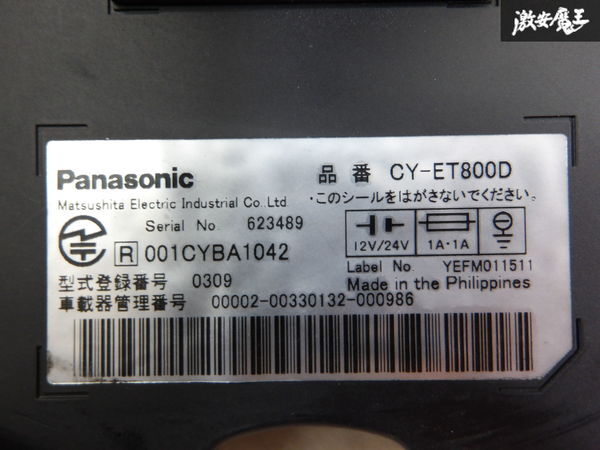 激安魔王
Panasonic 品番 CY-ET800D
Matsushita Electric Industrial Co.,Ltd. ・このシールをはがさないでください。
Serial No. 623489
R 001CYBA1042 12V/24V 1A・1A
Label No. YEFM011511
型式登録番号 0309 Made in the Philippines
車載器管理番号 00002-00330132-000986